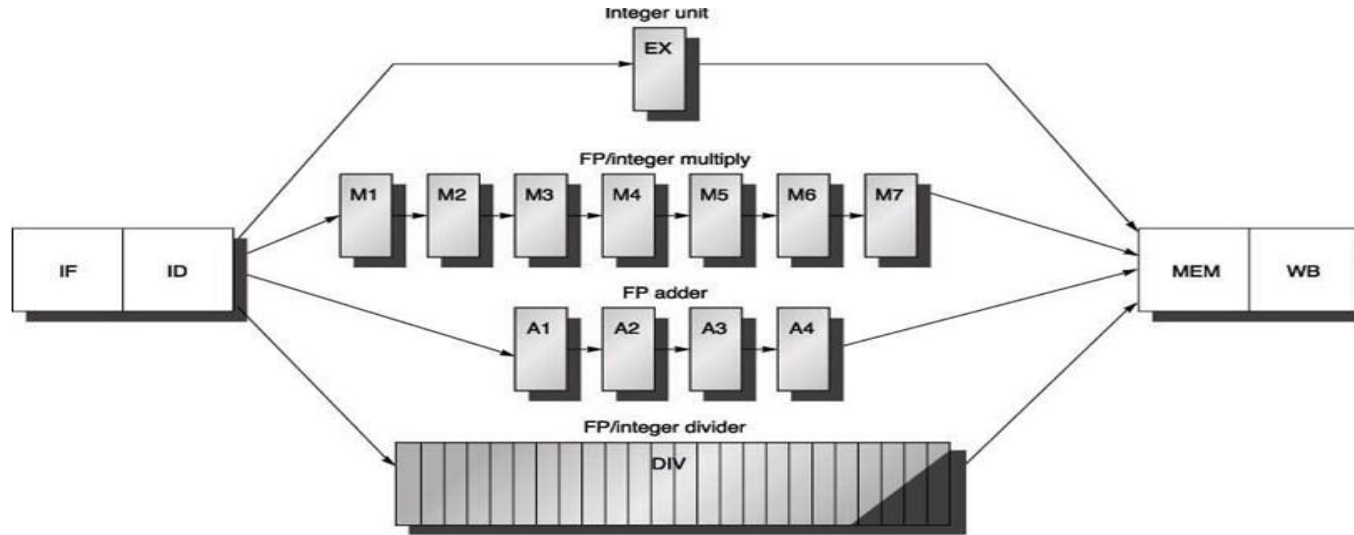 Integer unit
EX
FP/integer multiply
M1 M2 M3 M4 M5 M6 M7
IF ID
MEM WB
FP adder
A1 A2 A3 A4
FP/integer divider
DIV